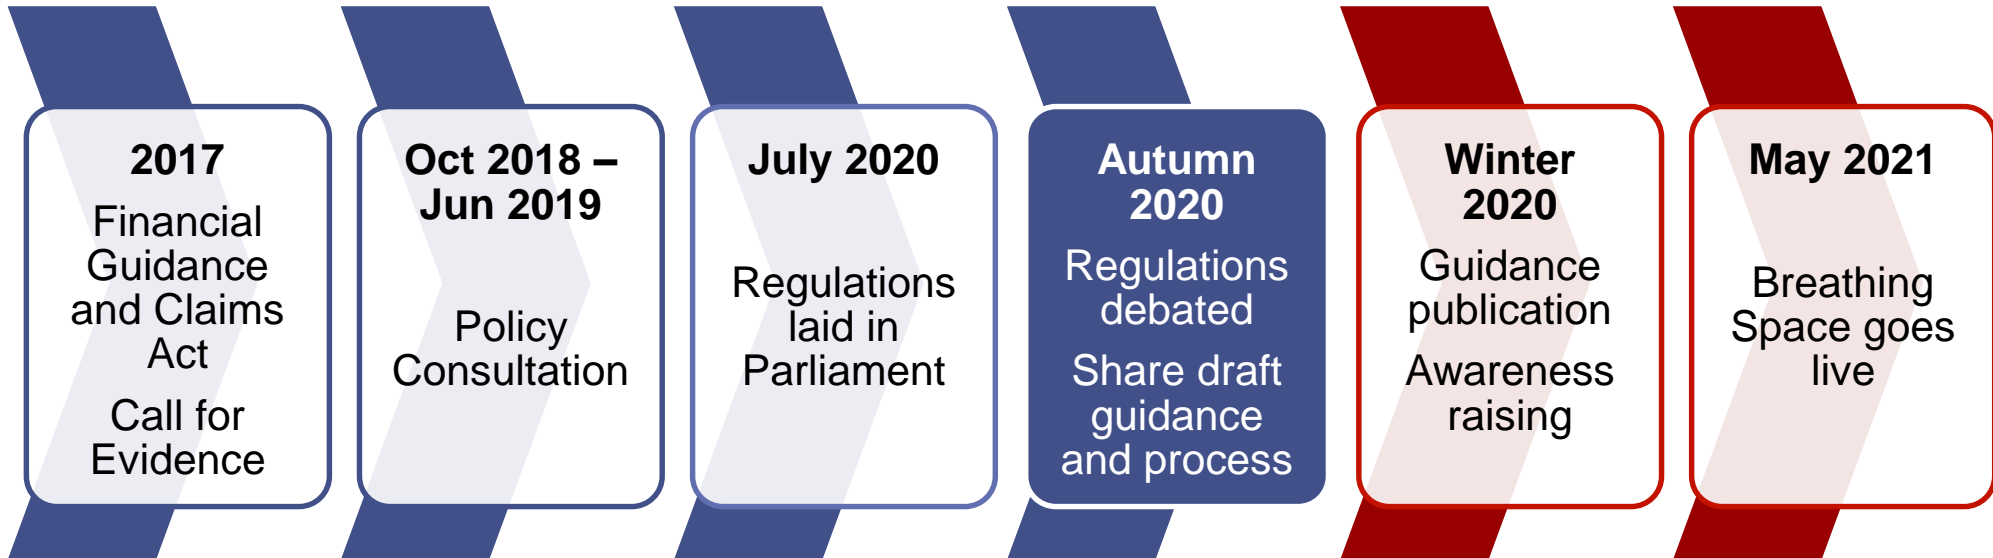 2017
Financial
Guidance
and Claims
Act
Call for
Evidence
Oct 2018 –
Jun 2019
Policy
Consultation
July 2020
Regulations
laid in
Parliament
Autumn
2020
Regulations
debated
Share draft
guidance
and process
Winter
2020
Guidance
publication
Awareness
raising
May 2021
Breathing
Space goes
live